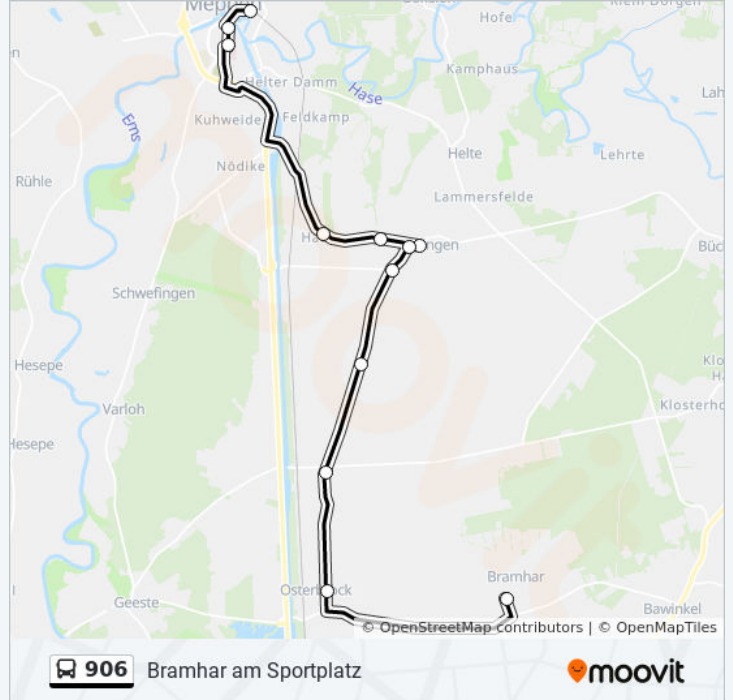 Meppen
Hofe
Kamphaus
Helter Damm
Hase
Lah
Kuhweide
Feldkamp
Ems
Helte
Lehrte
Nödike
Rühle
Lammersfelde
Ha
ngen
Büc
Schwefingen
Hesepe
Klo
H.
Varloh
Klosterho
Hesepe
Bramhar
Osterbrock
Geeste
Bawinkel
© OpenStreetMap contributors | © OpenMapTiles
906 Bramhar am Sportplatz
moovit